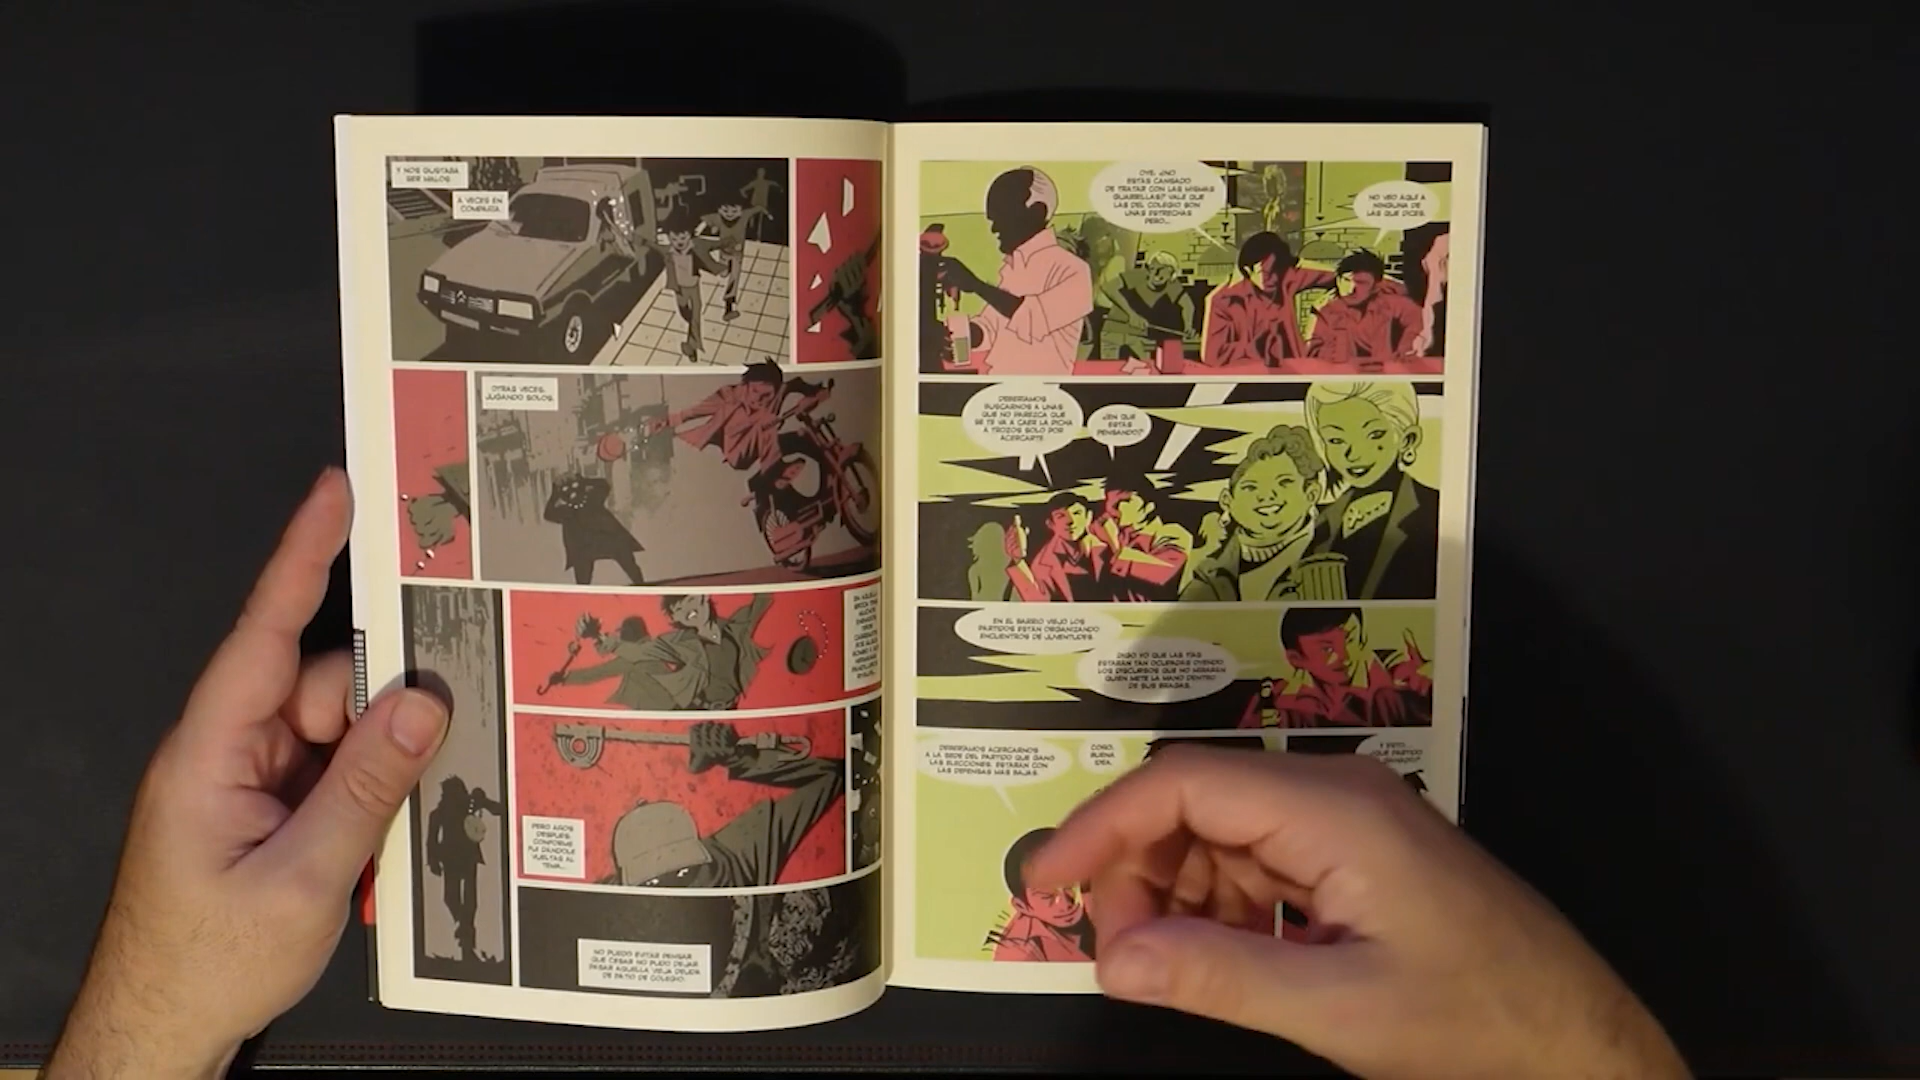 Y NOS GUSTABA
SER MALOS
A VECES EN
COMPAÑÍA.
OTRAS VECES,
JUGANDO SOLOS.
PERO AÑOS
DESPUÉS,
CONFORME
FUI DÁNDOLE
VUELTAS AL
TEMA...
NO PUEDO EVITAR PENSAR
QUE CÉSAR NO PUDO DEJAR
PASAR AQUELLA VIEJA DEUDA
DE PATIO DE COLEGIO.
OYE, ¿NO
ESTÁS CANSADO
DE TRATAR CON LAS MISMAS
GUARRILLAS? VALE QUE
LAS DEL COLEGIO SON
UNAS ESTRECHAS
PERO...
NO VEO AQUÍ A
NINGUNA DE
LAS QUE DICES.
DEBERÍAMOS
BUSCARNOS A UNAS
QUE NO PAREZCA QUE
SE TE VA A CAER LA PICHA
A TROZOS SOLO POR
ACERCARTE.
¿EN QUÉ
ESTÁS
PENSANDO?
EN EL BARRIO VIEJO LOS
PARTIDOS ESTÁN ORGANIZANDO
ENCUENTROS DE JUVENTUDES.
DIGO YO QUE LAS TÍAS
ESTARÁN TAN OCUPADAS OYENDO
LOS DISCURSOS QUE NO MIRARÁN
QUIEN METE LA MANO DENTRO
DE SUS BRAGAS.
DEBERÍAMOS ACERCARNOS
A LA SEDE DEL PARTIDO QUE GANÓ
LAS ELECCIONES. ESTARÁN CON
LAS DEFENSAS MÁS BAJAS.
COÑO,
BUENA
IDEA.
Y ESTO...
¿QUÉ PARTIDO